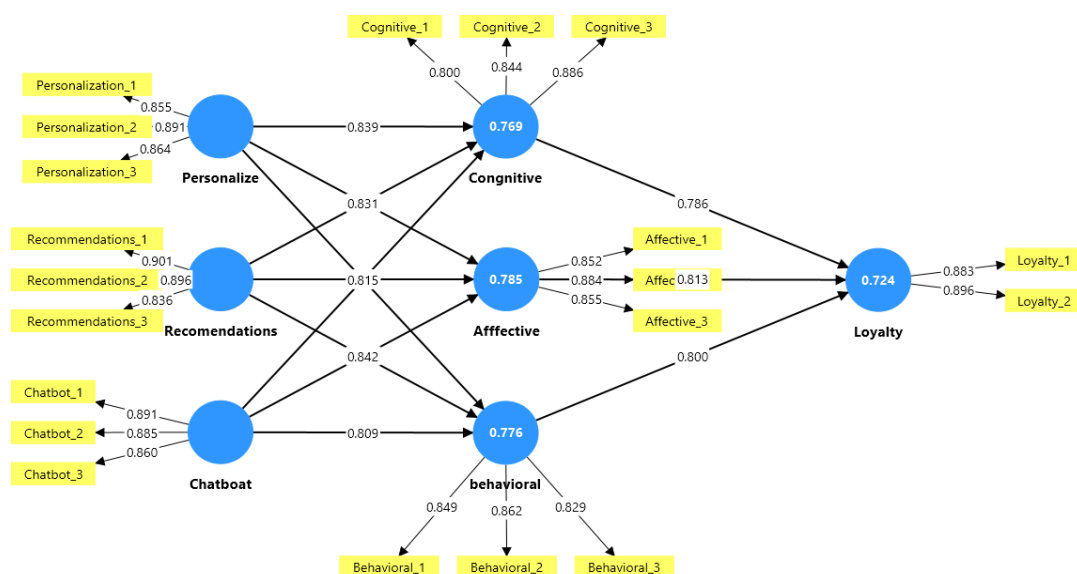 Cognitive_1
Cognitive_2
Cognitive_3
0.800
0.844
0.886
Personalization_1
0.855
Personalization_2
0.891
0.864
Personalization_3
Personalize
0.839
0.769
Congnitive
0.831
0.786
Recommendations_1
0.901
Recommendations_2
0.896
0.836
Recommendations_3
Recomendations
0.815
0.785
Afffective
Affective_1
0.852
0.884
Affec
0.813
0.855
Affective_3
0.724
Loyalty
0.883
Loyalty_1
0.896
Loyalty_2
0.842
0.800
Chatbot_1
0.891
Chatbot_2
0.885
0.860
Chatbot_3
Chatboat
0.809
0.776
behavioral
0.849
0.862
0.829
Behavioral_1
Behavioral_2
Behavioral_3